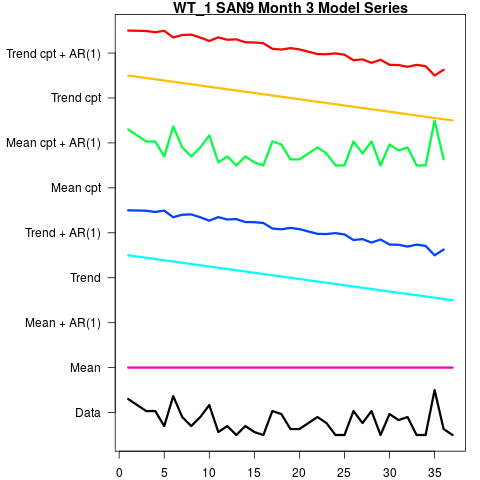 WT_1 SAN9 Month 3 Model Series
Trend cpt + AR(1)
Trend cpt
Mean cpt + AR(1)
Mean cpt
Trend + AR(1)
Trend
Mean + AR(1)
Mean
Data
0 5 10 15 20 25 30 35